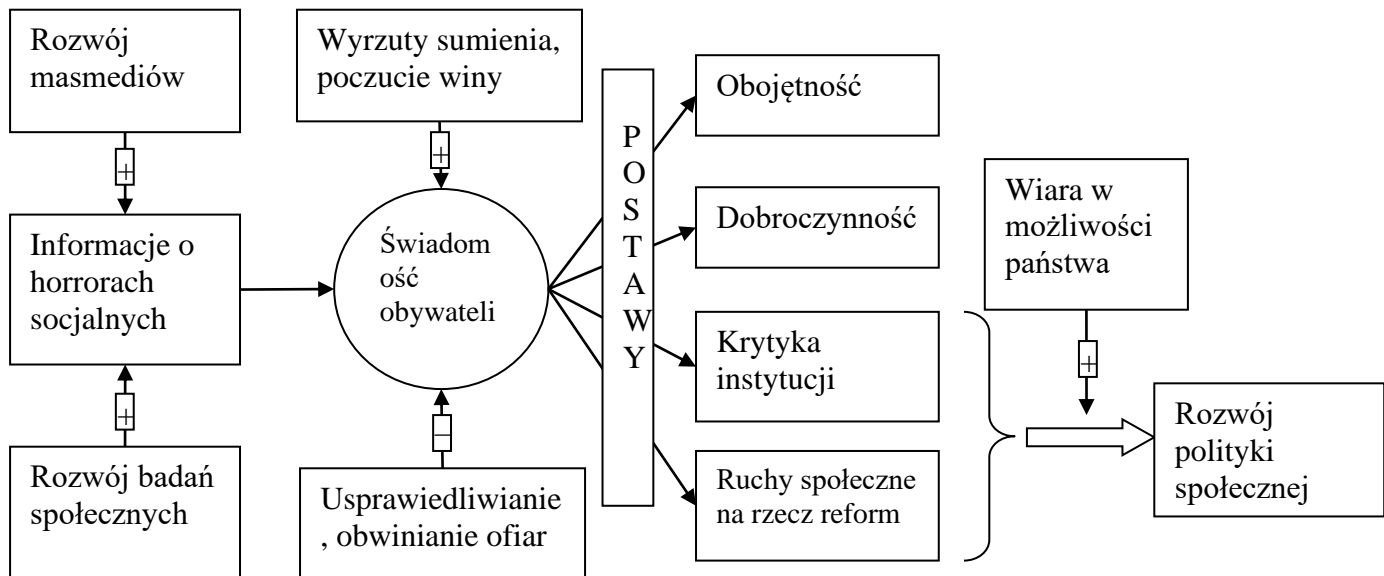 Rozwój
masmediów
+
Informacje o
horrorach
socjalnych
+
Rozwój badań
społecznych
Wyrzuty sumienia,
poczucie winy
+
Świadom
ość
obywateli
–
Usprawiedliwianie
, obwinianie ofiar
P
O
S
T
A
W
Y
Obojętność
Dobroczynność
Krytyka
instytucji
Ruchy społeczne
na rzecz reform
Wiara w
możliwości
państwa
+
Rozwój
polityki
społecznej